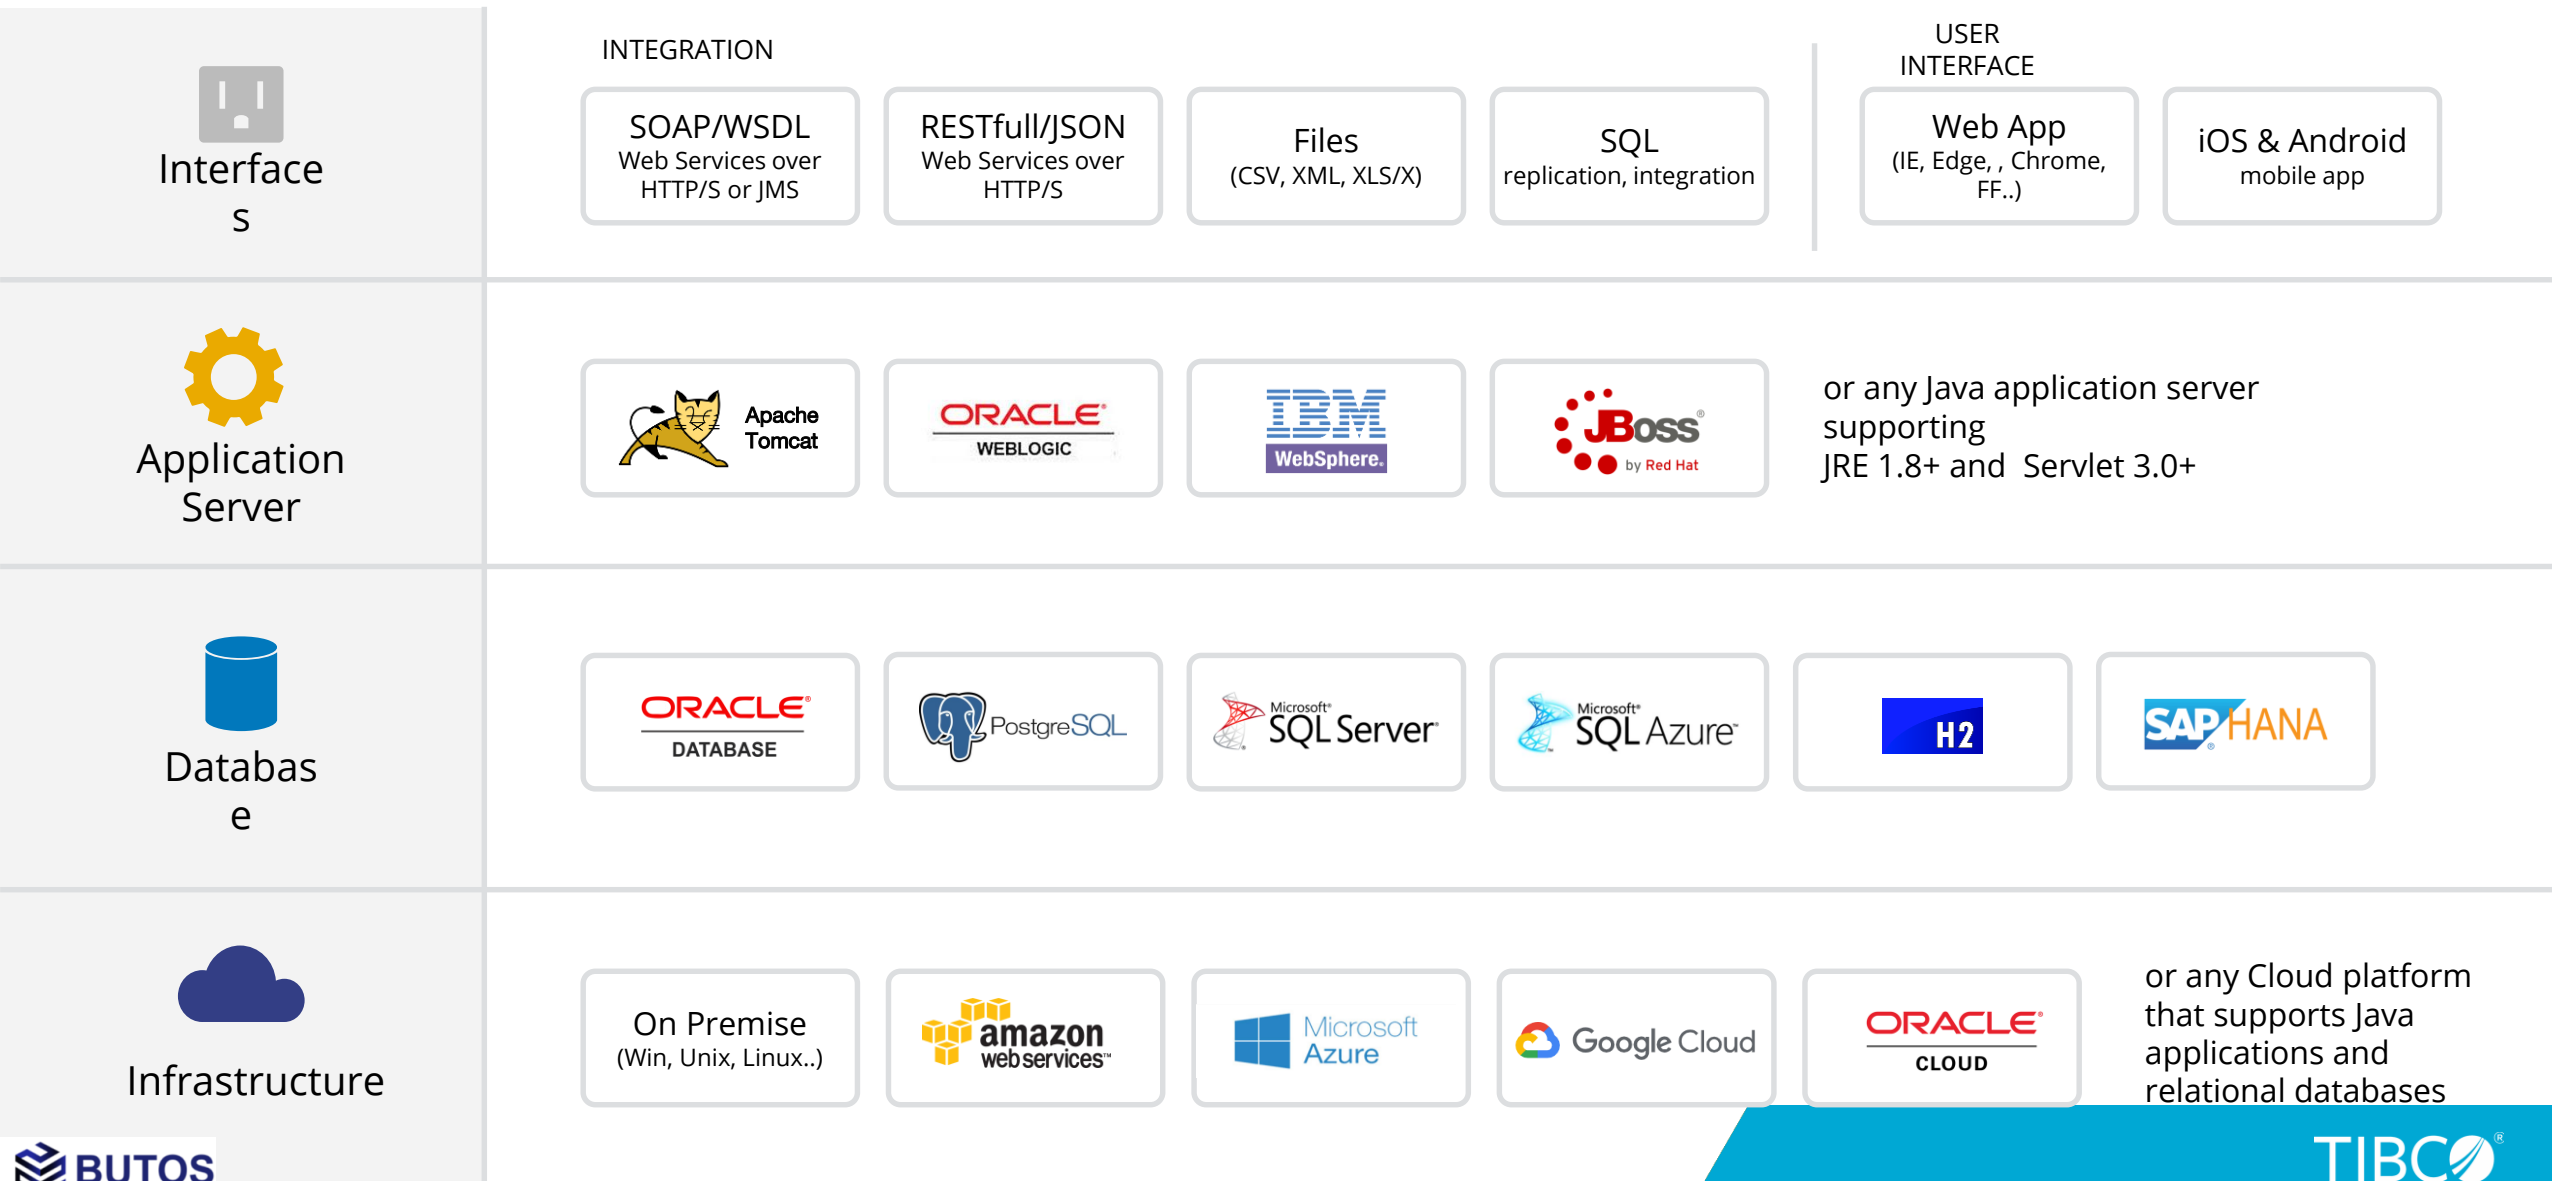 Interface
s
INTEGRATION
SOAP/WSDL
Web Services over
HTTP/S or JMS
RESTfull/JSON
Web Services over
HTTP/S
Files
(CSV, XML, XLS/X)
SQL
replication, integration
USER
INTERFACE
Web App
(IE, Edge, , Chrome,
FF..)
iOS & Android
mobile app
Application
Server
Apache
Tomcat
ORACLE®
WEBLOGIC
IBM
WebSphere.
JBoss®
by Red Hat
or any Java application server
supporting
JRE 1.8+ and  Servlet 3.0+
Databas
e
ORACLE®
DATABASE
PostgreSQL
Microsoft®
SQL Server®
Microsoft®
SQL Azure™
H2
SAP® HANA
Infrastructure
On Premise
(Win, Unix, Linux..)
amazon
web services™
Microsoft
Azure
Google Cloud
ORACLE®
CLOUD
or any Cloud platform
that supports Java
applications and
relational databases
BUTOS
TIBCO®